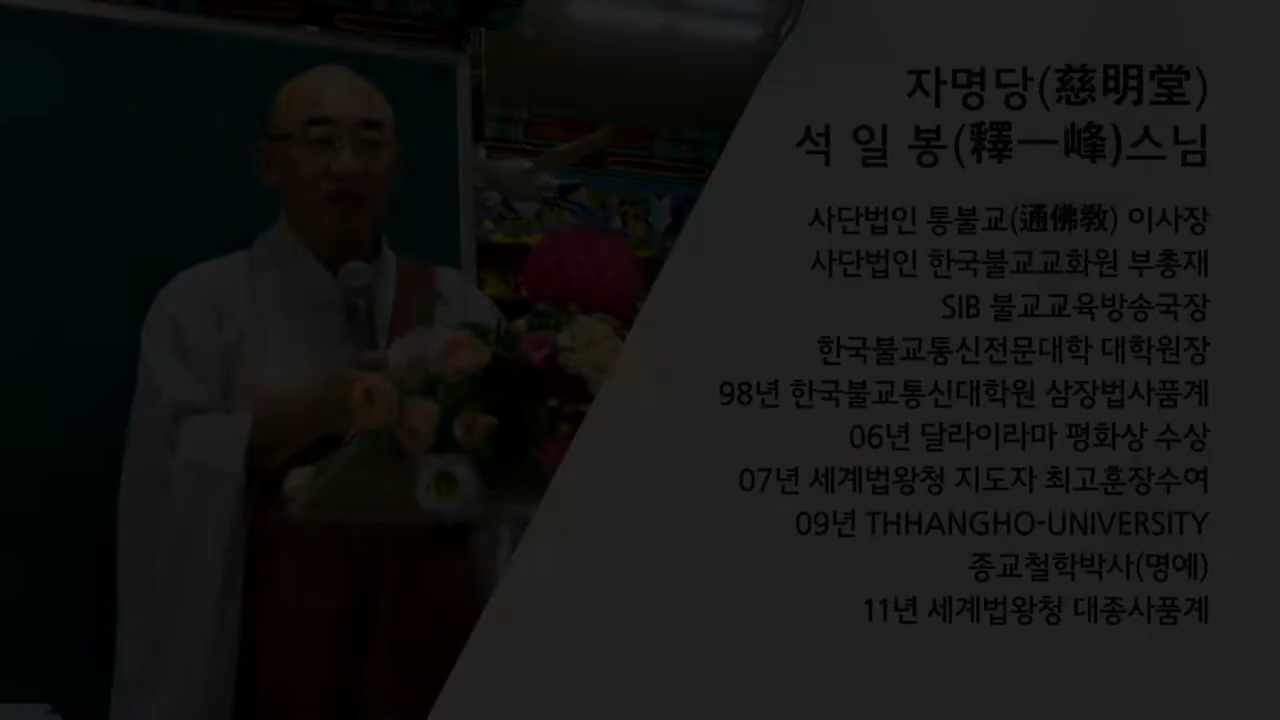 자명당(慈明堂)
석 일 봉(釋一峰)스님
사단법인 통불교(通佛敎) 이사장
사단법인 한국불교교화원 부총재
SIB 불교교육방송국장
한국불교통신전문대학 대학원장
98년 한국불교통신대학원 삼장법사품계
06년 달라이라마 평화상 수상
07년 세계법왕청 지도자 최고훈장수여
09년 THHANGHO-UNIVERSITY
종교철학박사(명예)
11년 세계법왕청 대종사품계